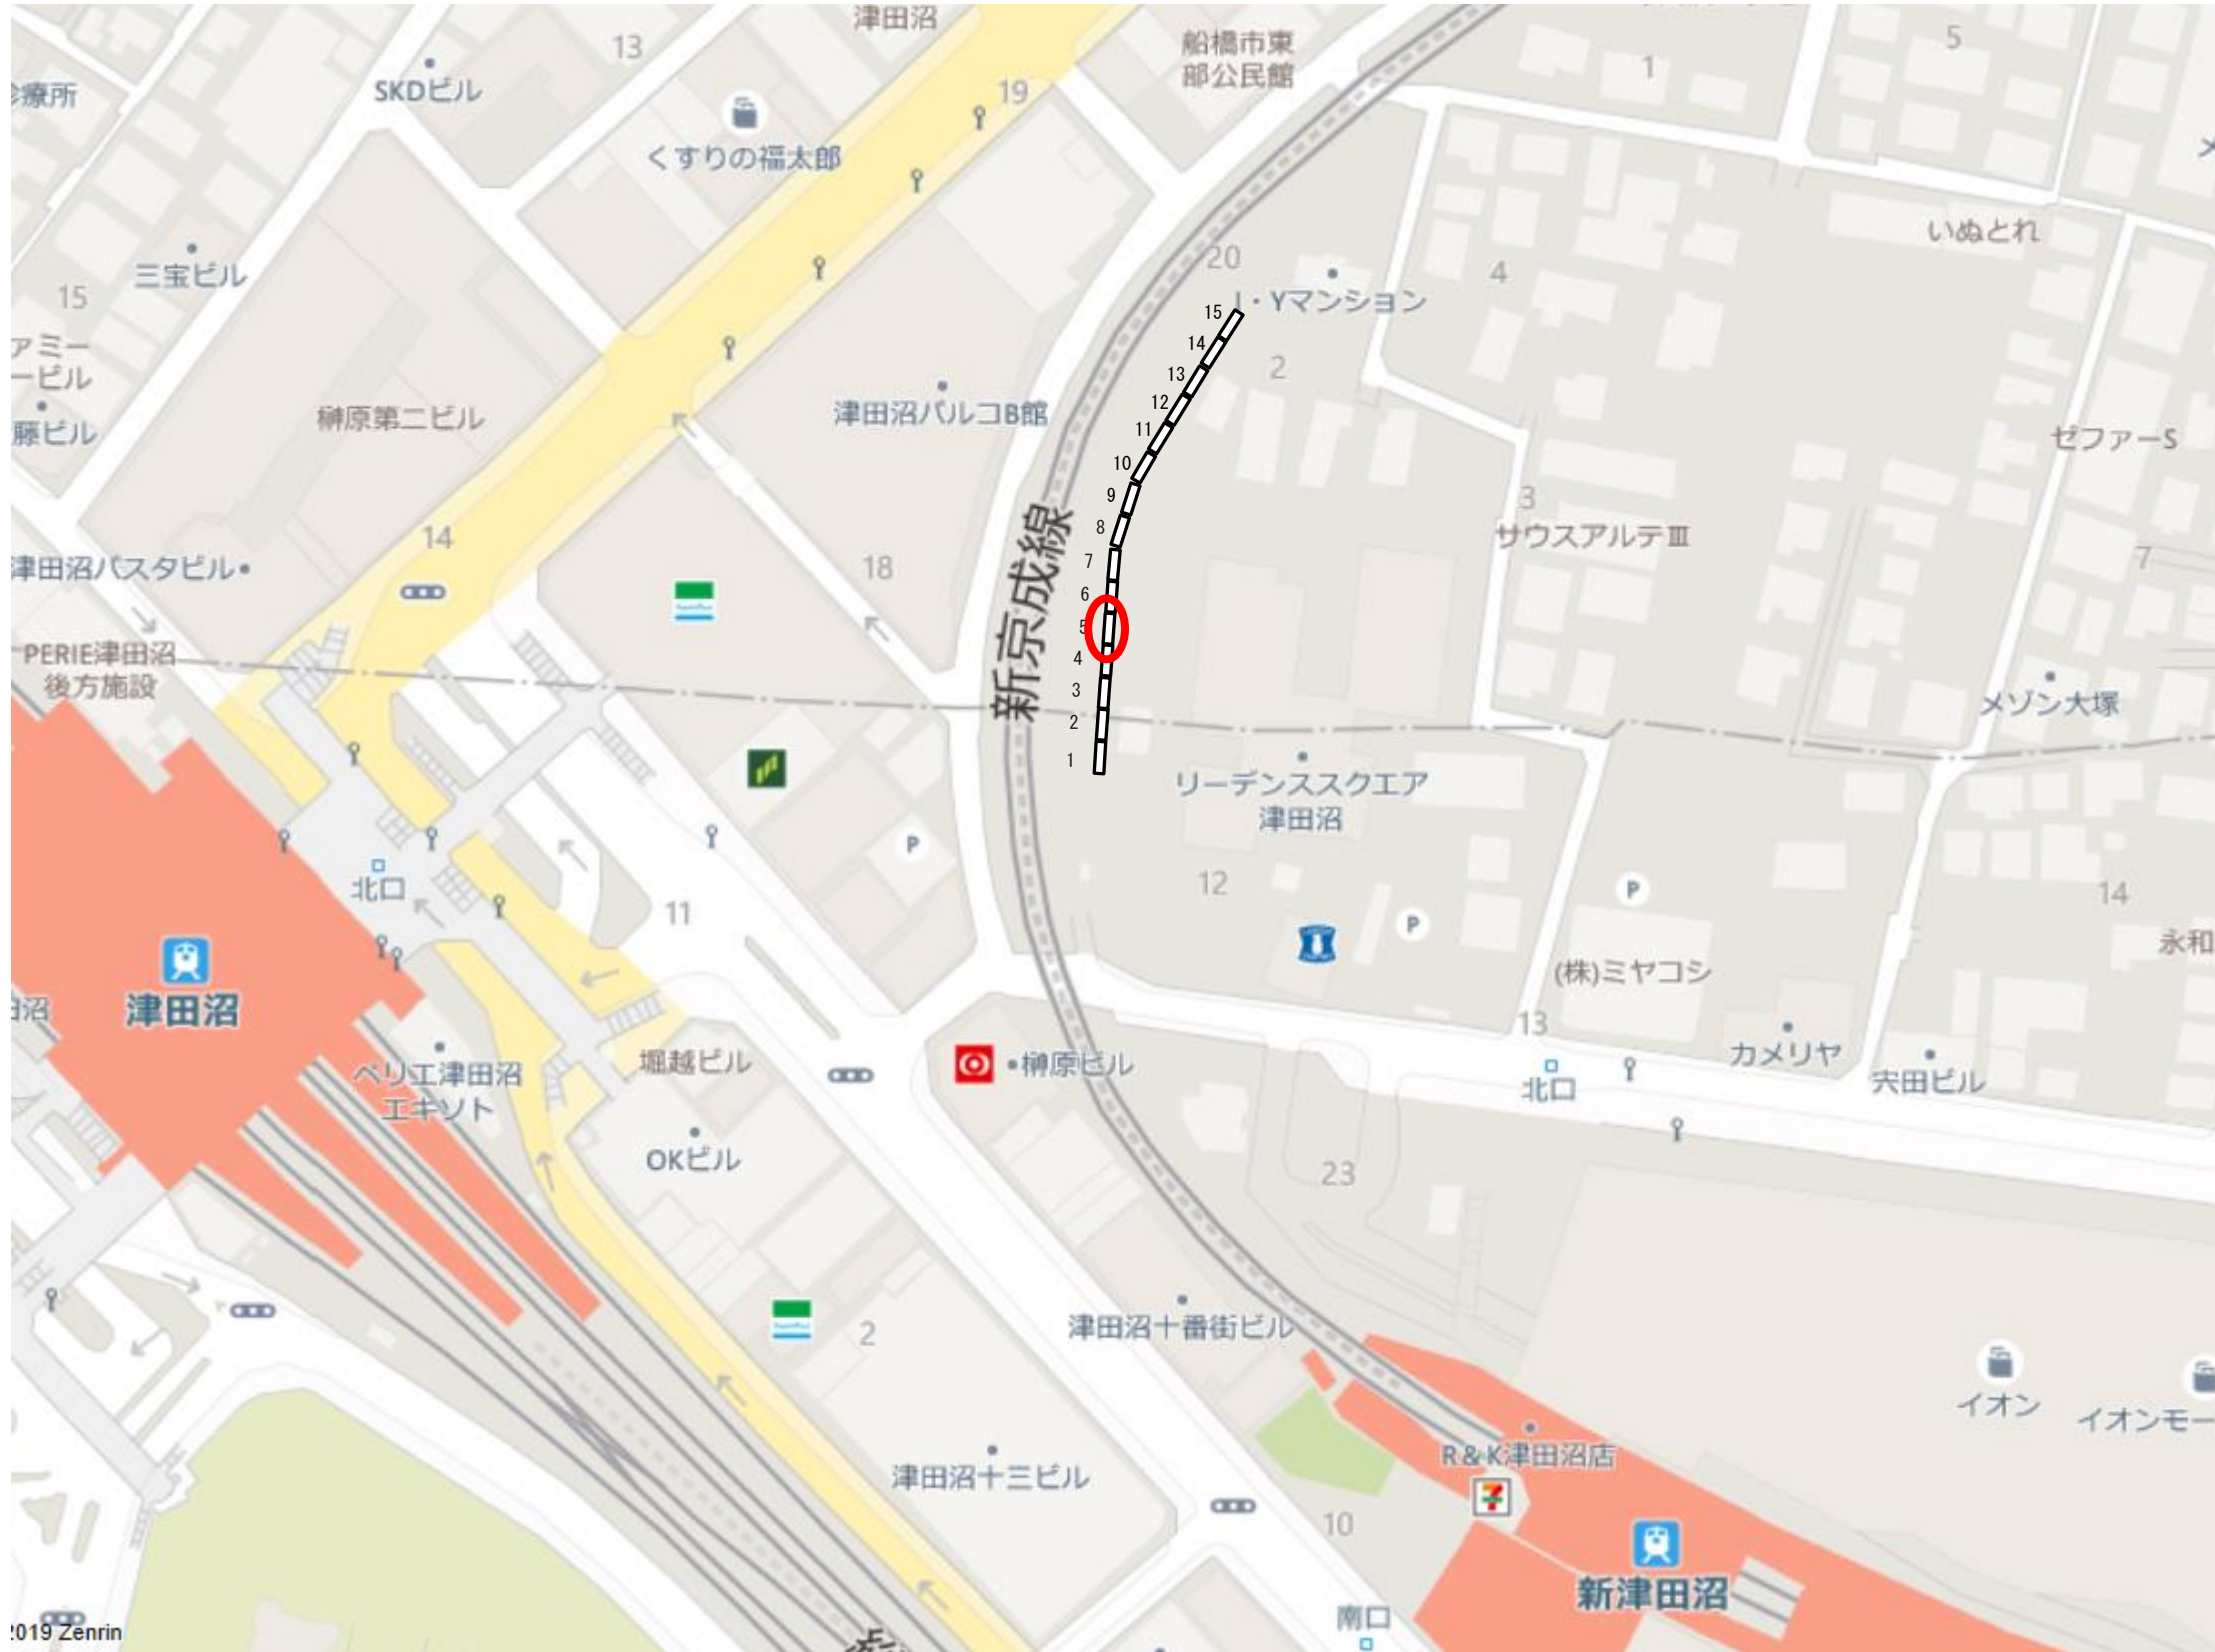 津田沼
13
船橋市東
部公民館
5
1
SKDビル
療所
19
くすりの福太郎
いぬとれ
三宝ビル
15
20
4
I・Yマンション
15
14
13
12
11
10
9
8
7
6
5
4
3
2
1
2
ァミー
ービル
藤ビル
榊原第二ビル
津田沼パルコB館
ゼファーS
3
サウスアルテⅢ
14
津田沼パスタビル
18
新京成線
7
PERIE津田沼
後方施設
メゾン大塚
リーデンススクエア
津田沼
P
北口
11
12
P
P
14
永和
(株)ミヤコシ
津田沼
13
カメリヤ
堀越ビル
榊原ビル
ペリエ津田沼
エキソト
北口
宍田ビル
OKビル
23
2
津田沼十番街ビル
イオン
イオンモー
R&K津田沼店
津田沼十三ビル
7
10
新津田沼
南口
2019 Zenrin